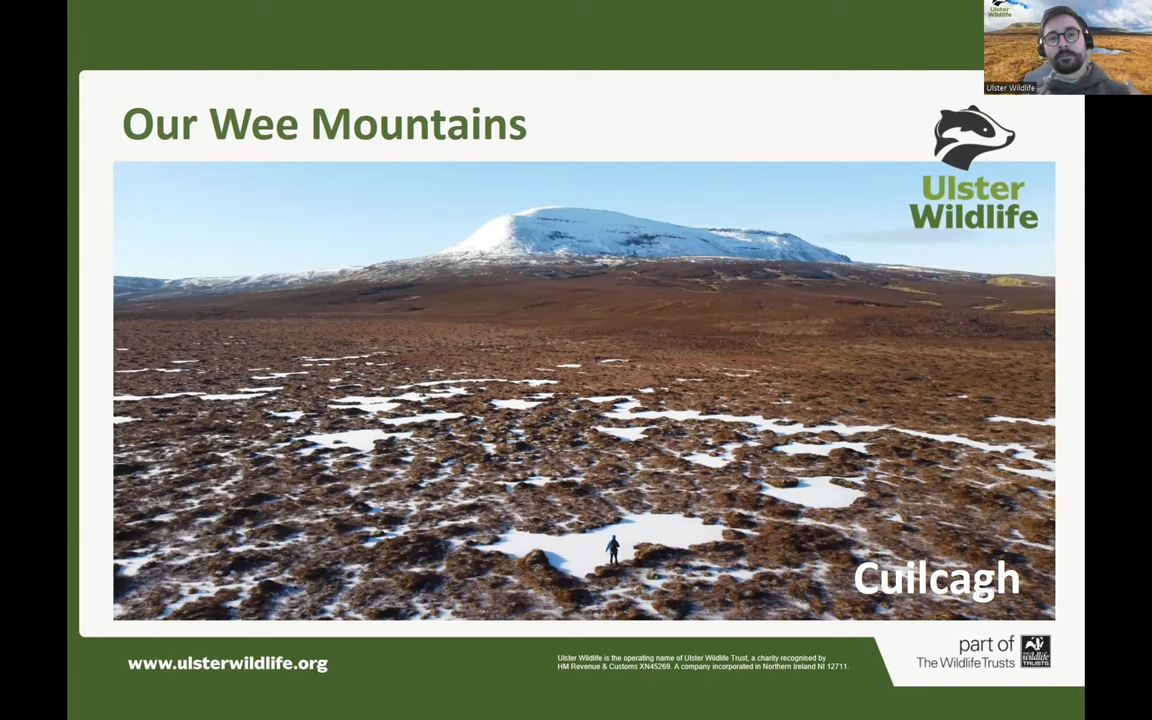 Ulster
Wildlife
Ulster Wildlife
Our Wee Mountains
Ulster
Wildlife
Cuilcagh
www.ulsterwildlife.org
Ulster Wildlife is the operating name of Ulster Wildlife Trust, a charity recognised by
HM Revenue & Customs XN45269. A company incorporated in Northern Ireland NI 12711.
part of
The Wildlife Trusts
wildlife
TRUSTS